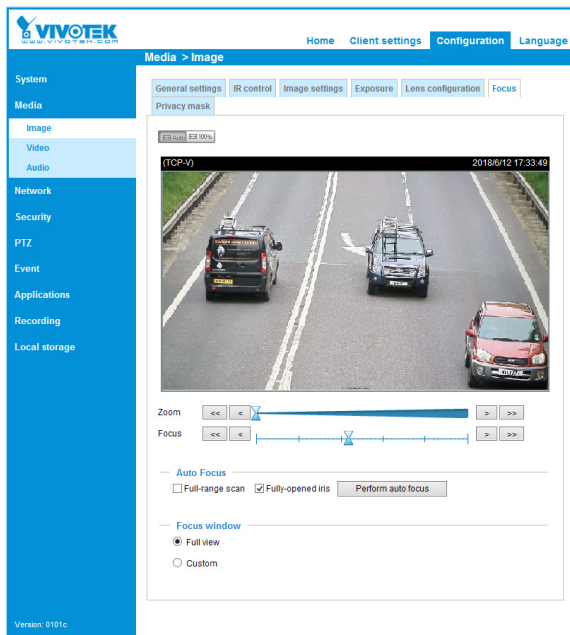 VIVOTEK
WWW.VIVOTEK.COM
Home Client settings Configuration Language
Media > Image
System
Media
Image
Video
Audio
Network
Security
PTZ
Event
Applications
Recording
Local storage
Version: 0101c
General settings IR control Image settings Exposure Lens configuration Focus
Privacy mask
Auto 100%
(TCP-V) 2018/6/12 17:33:49
Zoom << < > >>
Focus << < > >>
Auto Focus
Full-range scan Fully-opened iris Perform auto focus
Focus window
Full view
Custom